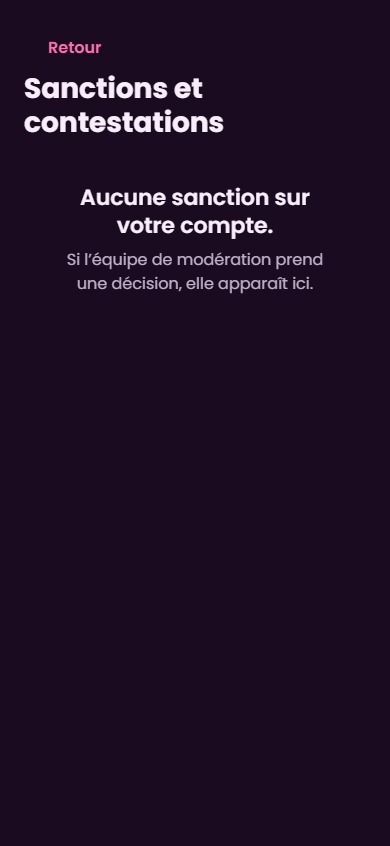 Retour
Sanctions et
contestations
Aucune sanction sur
votre compte.
Si l’équipe de modération prend
une décision, elle apparaît ici.